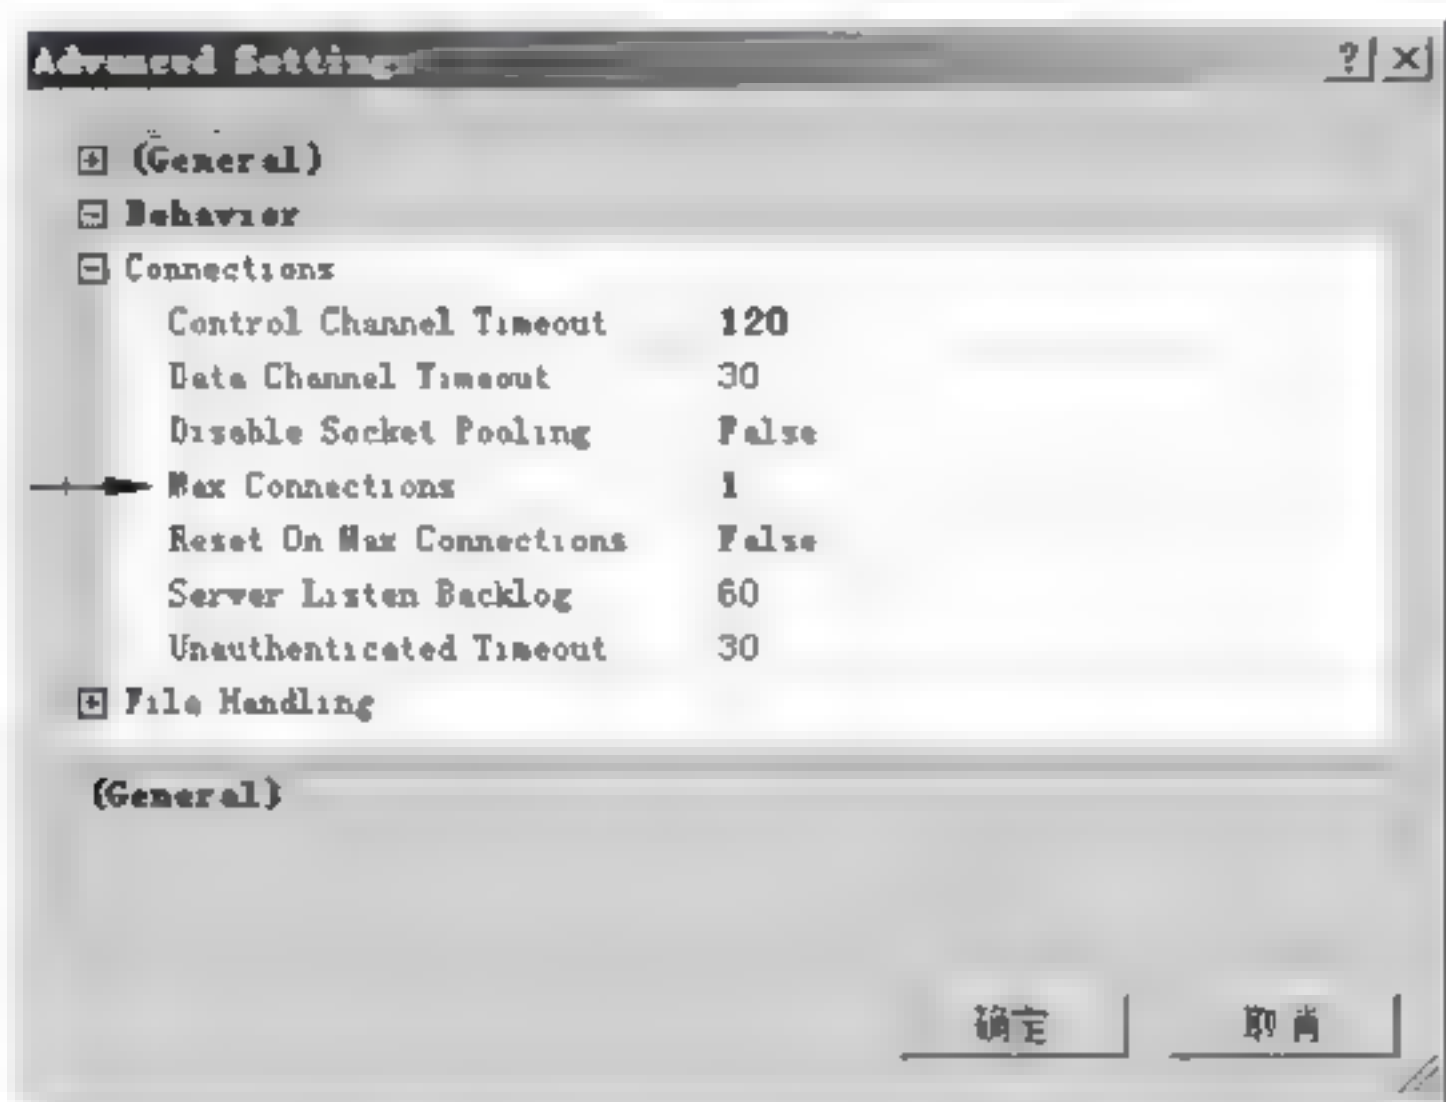 Advanced Settings
(General)
Behavior
Connections
Control Channel Timeout 120
Data Channel Timeout 30
Disable Socket Pooling False
Max Connections 1
Reset On Max Connections False
Server Listen Backlog 60
Unauthenticated Timeout 30
File Handling
(General)
确定 取消